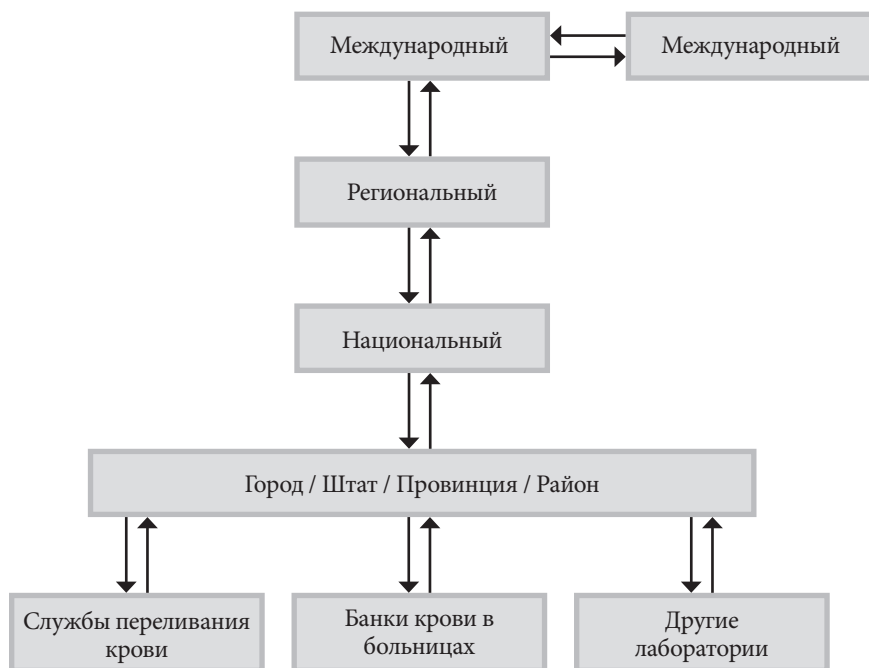 Международный
Международный
Региональный
Национальный
Город / Штат / Провинция / Район
Службы переливания
крови
Банки крови в
больницах
Другие
лаборатории